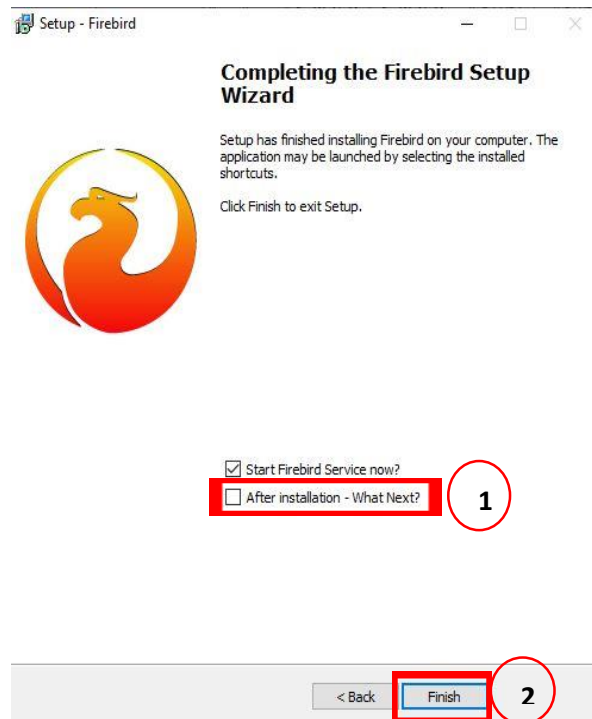 Setup - Firebird
Completing the Firebird Setup
Wizard
Setup has finished installing Firebird on your computer. The
application may be launched by selecting the installed
shortcuts.
Click Finish to exit Setup.
Start Firebird Service now?
After installation - What Next?
1
< Back
Finish
2